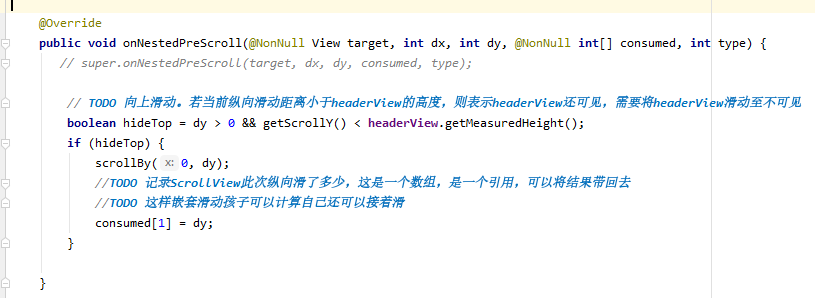 @Override
public void onNestedPreScroll(@NonNull View target, int dx, int dy, @NonNull int[] consumed, int type) {
// super.onNestedPreScroll(target, dx, dy, consumed, type);
// TODO 向上滑动。若当前纵向滑动距离小于headerView的高度，则表示headerView还可见，需要将headerView滑动至不可见
boolean hideTop = dy > 0 && getScrollY() < headerView.getMeasuredHeight();
if (hideTop) {
scrollBy( x: 0, dy);
//TODO 记录ScrollView此次纵向滑了多少，这是一个数组，是一个引用，可以将结果带回去
//TODO 这样嵌套滑动孩子可以计算自己还可以接着滑
consumed[1] = dy;
}
}